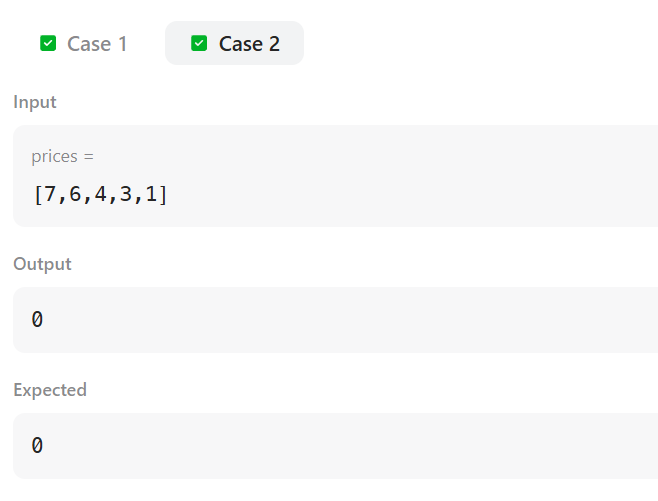 Case 1 Case 2
Input
prices =
[7,6,4,3,1]
Output
0
Expected
0